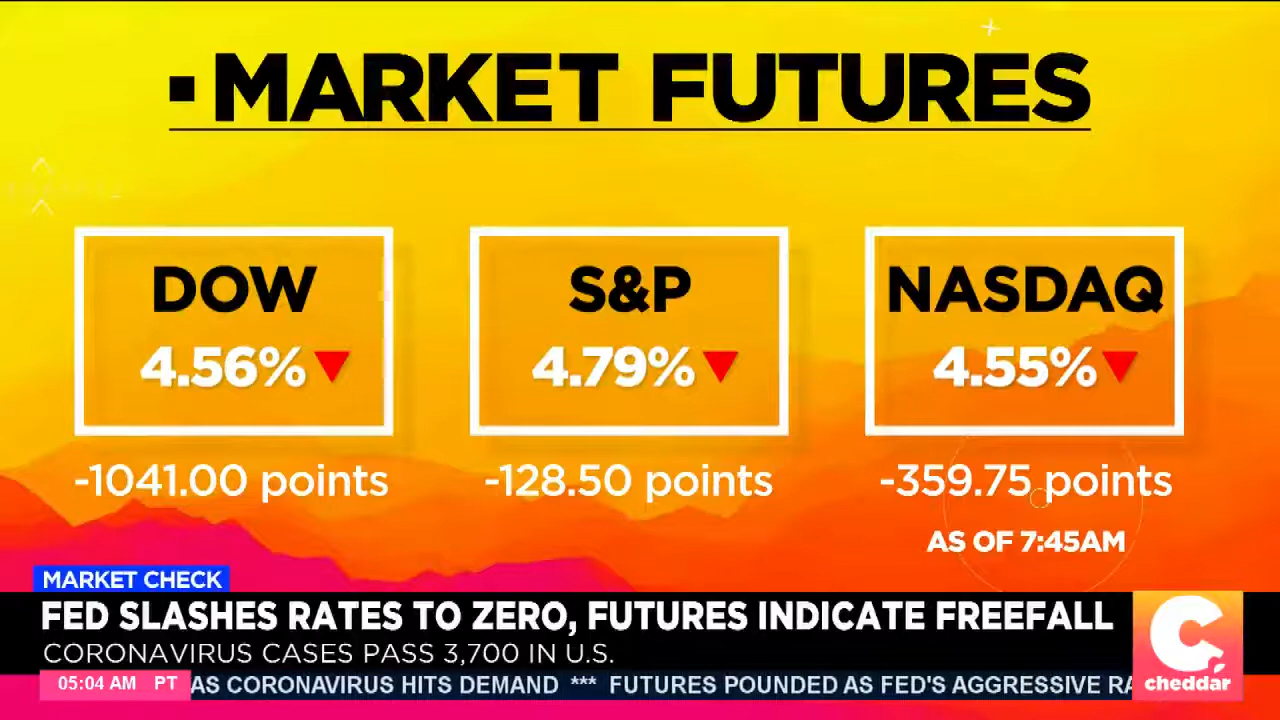 ▪MARKET FUTURES
DOW
4.56%▼
-1041.00 points
S&P
4.79%▼
-128.50 points
NASDAQ
4.55%▼
-359.75 points
AS OF 7:45AM
MARKET CHECK
FED SLASHES RATES TO ZERO, FUTURES INDICATE FREEFALL
CORONAVIRUS CASES PASS 3,700 IN U.S.
05:04 AM PT
AS CORONAVIRUS HITS DEMAND *** FUTURES POUNDED AS FED'S AGGRESSIVE
cheddar